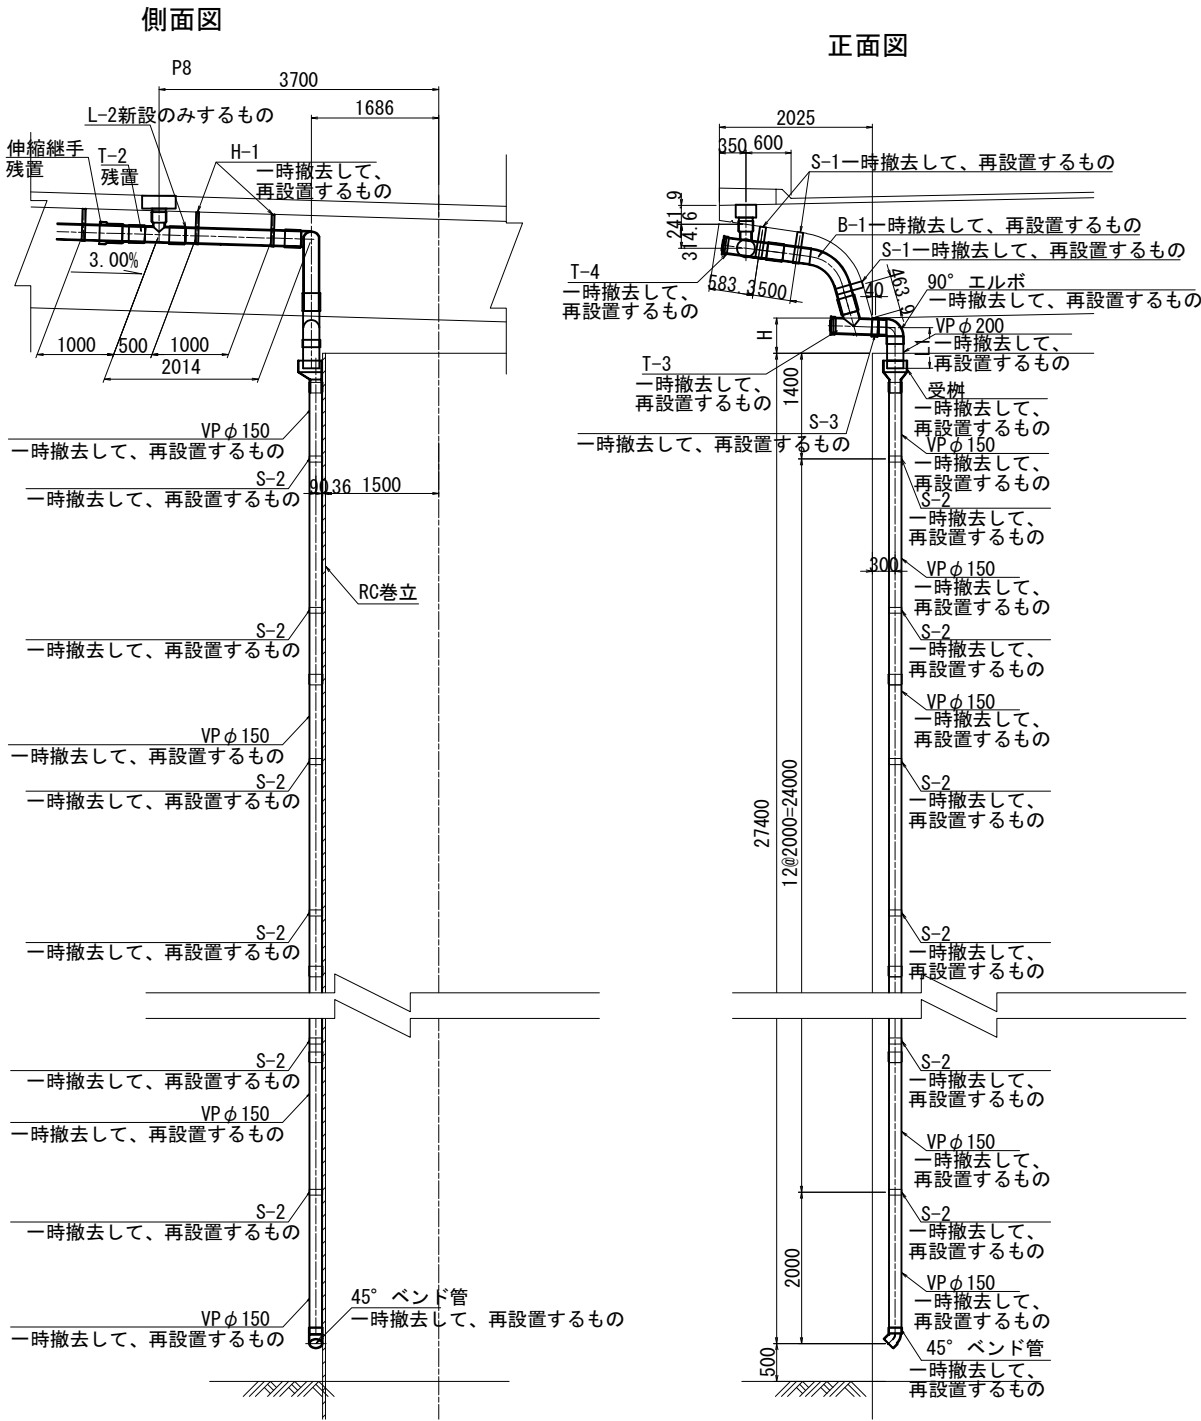 側面図
P8
3700
1686
L-2新設のみするもの
伸縮継手
残置
T-2
残置
H-1
一時撤去して、
再設置するもの
3.00%
1000
500
1000
2014
VPφ150
一時撤去して、再設置するもの
S-2
一時撤去して、再設置するもの
90
36
1500
RC巻立
S-2
一時撤去して、再設置するもの
VPφ150
一時撤去して、再設置するもの
S-2
一時撤去して、再設置するもの
S-2
一時撤去して、再設置するもの
S-2
一時撤去して、再設置するもの
VPφ150
一時撤去して、再設置するもの
S-2
一時撤去して、再設置するもの
VPφ150
一時撤去して、再設置するもの
45° ベンド管
一時撤去して、再設置するもの
正面図
2025
350
600
S-1一時撤去して、再設置するもの
241.9
314.6
B-1一時撤去して、再設置するもの
S-1一時撤去して、再設置するもの
T-4
一時撤去して、
再設置するもの
583
3500
40
463.9
90° エルボ
一時撤去して、再設置するもの
VPφ200
一時撤去して、
再設置するもの
H
T-3
一時撤去して、
再設置するもの
1400
S-3
一時撤去して、再設置するもの
受桝
一時撤去して、
再設置するもの
VPφ150
一時撤去して、
再設置するもの
S-2
一時撤去して、
再設置するもの
300
VPφ150
一時撤去して、
再設置するもの
S-2
一時撤去して、
再設置するもの
VPφ150
一時撤去して、
再設置するもの
S-2
一時撤去して、
再設置するもの
27400
12@2000=24000
S-2
一時撤去して、
再設置するもの
S-2
一時撤去して、
再設置するもの
VPφ150
一時撤去して、
再設置するもの
S-2
一時撤去して、
再設置するもの
2000
VPφ150
一時撤去して、
再設置するもの
45° ベンド管
一時撤去して、
再設置するもの
500